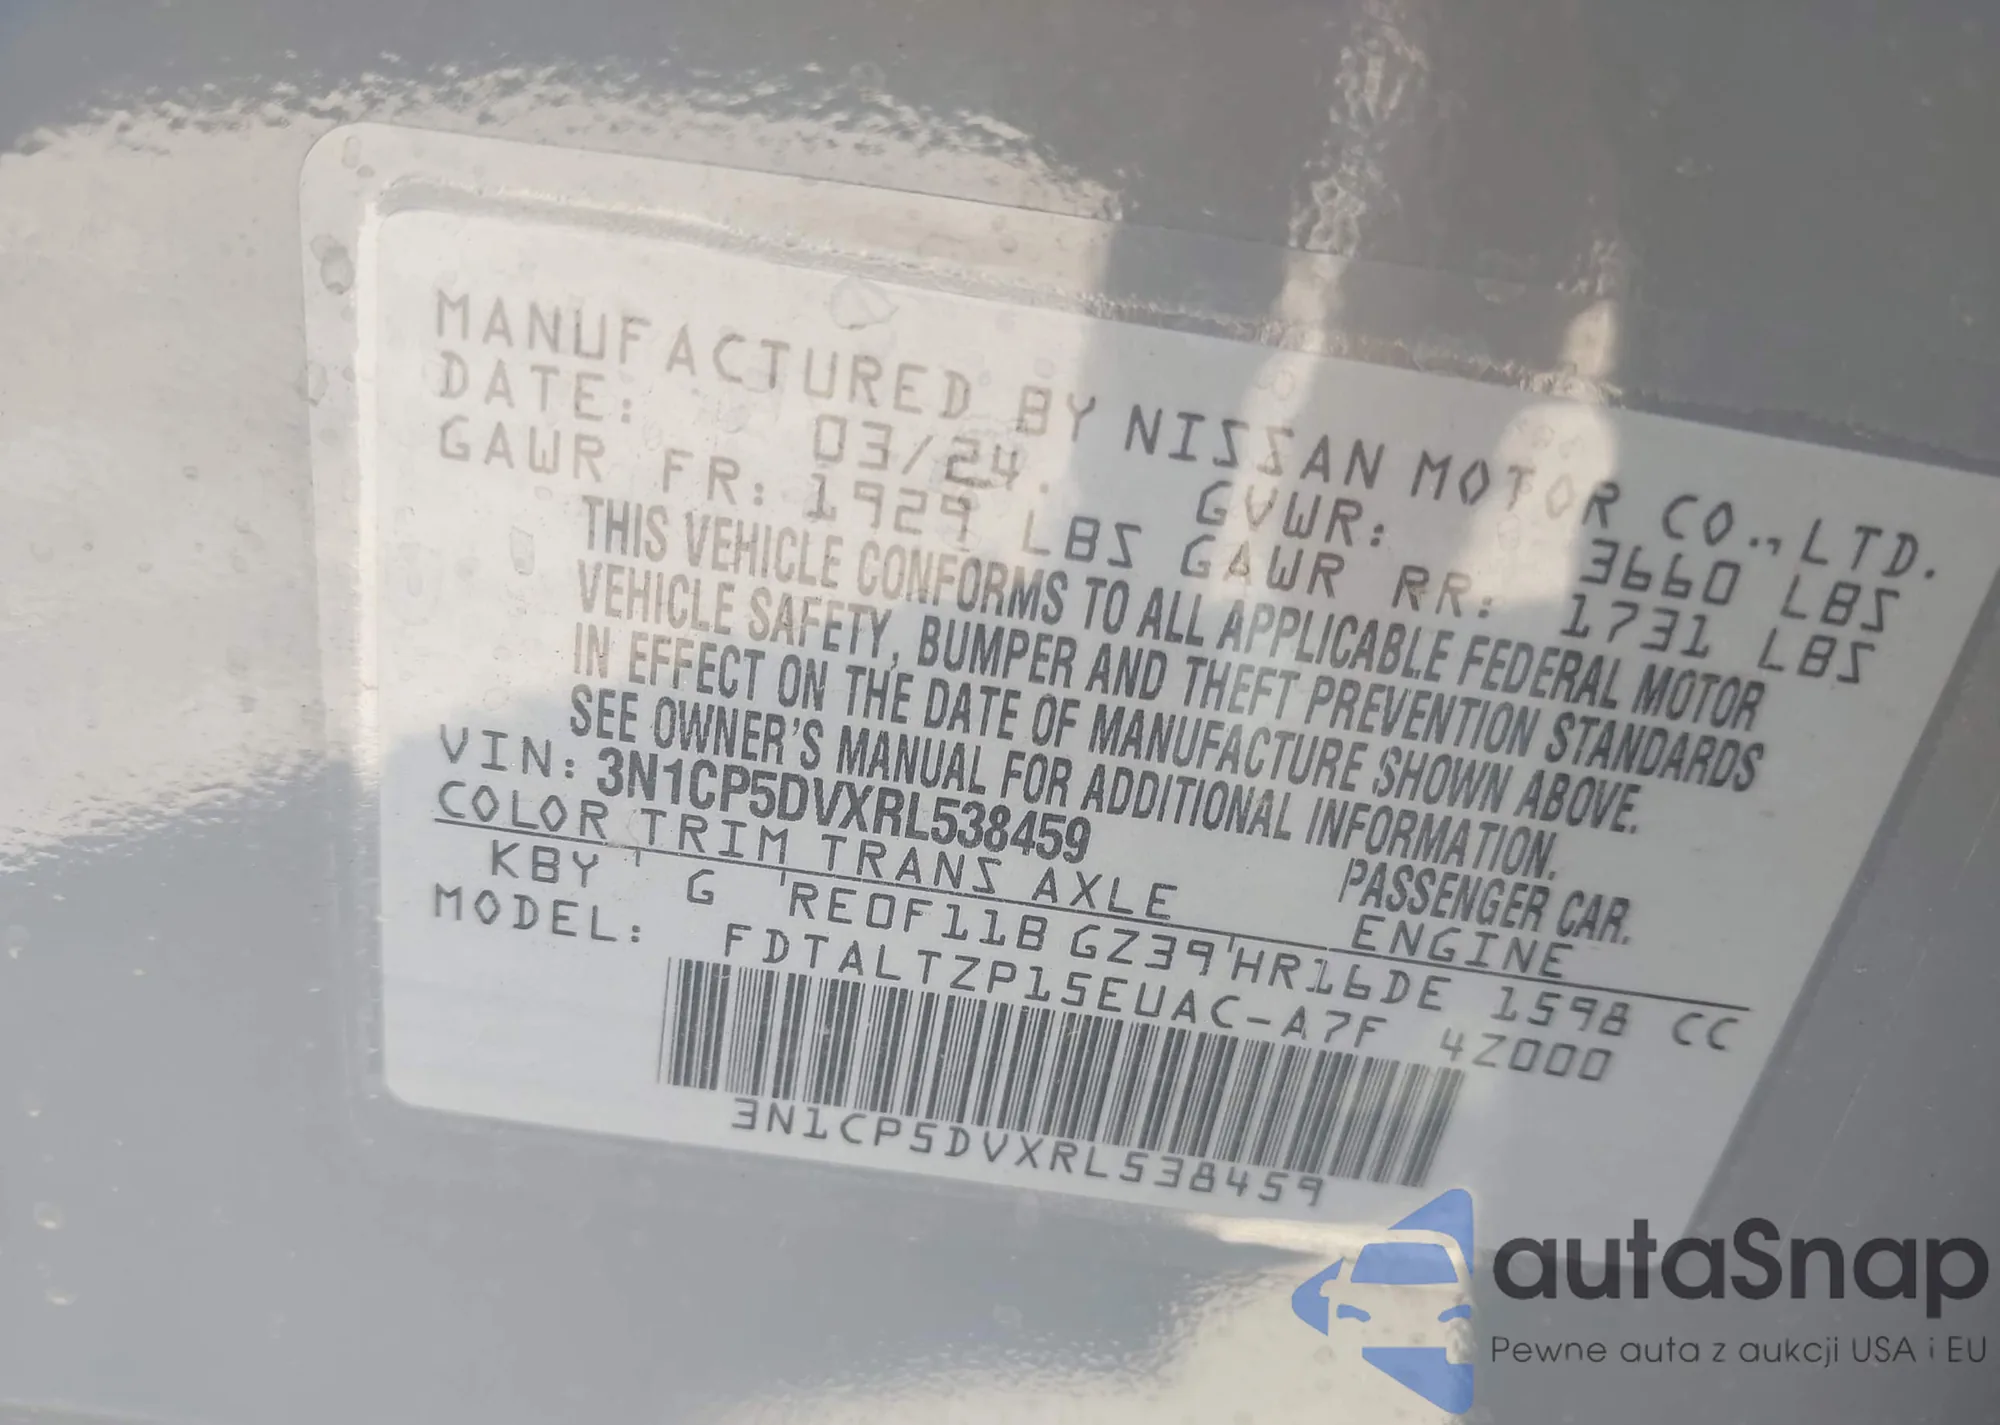 MANUFACTURED BY NISSAN MOTOR CO.,LTD.
DATE: 03/24. GVWR: 3660 LBS
GAWR FR: 1929 LBS GAWR RR: 1731 LBS
THIS VEHICLE CONFORMS TO ALL APPLICABLE FEDERAL MOTOR
VEHICLE SAFETY, BUMPER AND THEFT PREVENTION STANDARDS
IN EFFECT ON THE DATE OF MANUFACTURE SHOWN ABOVE.
SEE OWNER'S MANUAL FOR ADDITIONAL INFORMATION.
VIN: 3N1CP5DVXRL538459 PASSENGER CAR.
COLOR TRIM TRANS AXLE ENGINE
KBY G RE0F11B GZ39 HR16DE 1598 CC
MODEL: FDTALTZP15EUAC-A7F 4Z000
3N1CP5DVXRL538459
autaSnap
Pewne auta z aukcji USA i EU